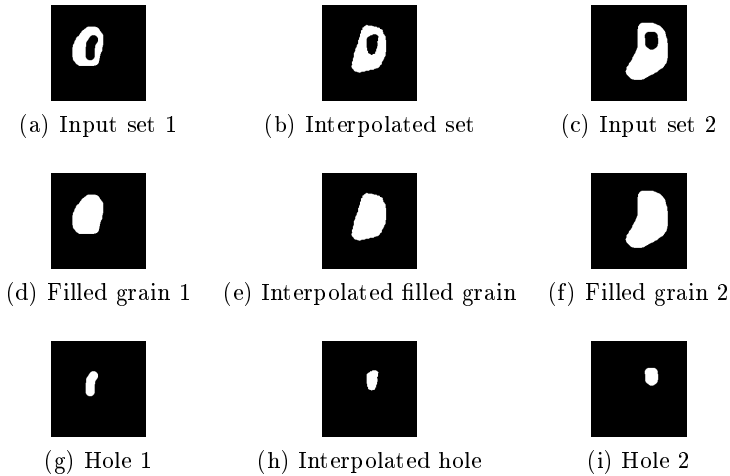 (a) Input set 1
(b) Interpolated set
(c) Input set 2
(d) Filled grain 1
(e) Interpolated filled grain
(f) Filled grain 2
(g) Hole 1
(h) Interpolated hole
(i) Hole 2